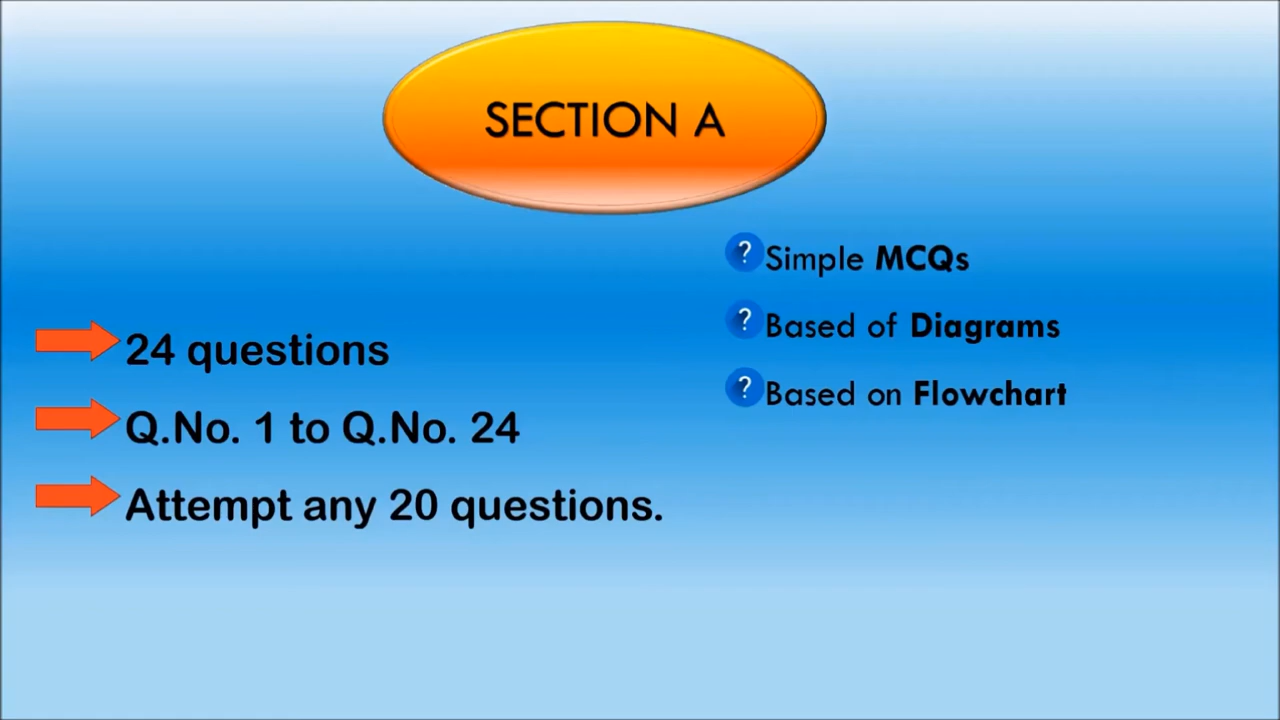 SECTION A
24 questions
Q.No. 1 to Q.No. 24
Attempt any 20 questions.
? Simple MCQs
? Based of Diagrams
? Based on Flowchart